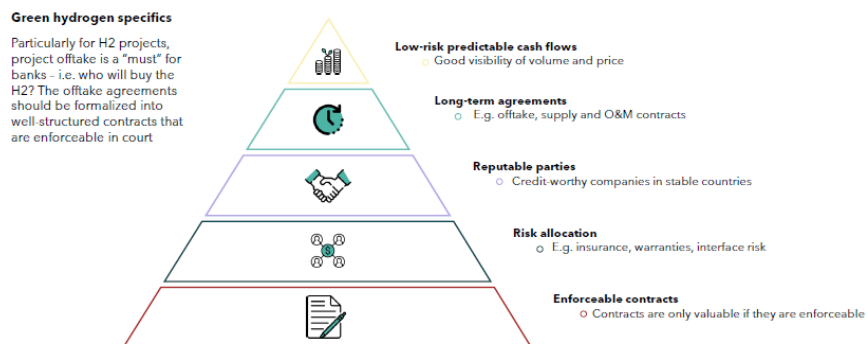 Green hydrogen specifics
Particularly for H2 projects,
project offtake is a “must” for
banks – i.e. who will buy the
H2? The offtake agreements
should be formalized into
well-structured contracts that
are enforceable in court
Low-risk predictable cash flows
Good visibility of volume and price
Long-term agreements
E.g. offtake, supply and O&M contracts
Reputable parties
Credit-worthy companies in stable countries
Risk allocation
E.g. insurance, warranties, interface risk
Enforceable contracts
Contracts are only valuable if they are enforceable
$